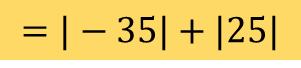 = | − 35| + |25|